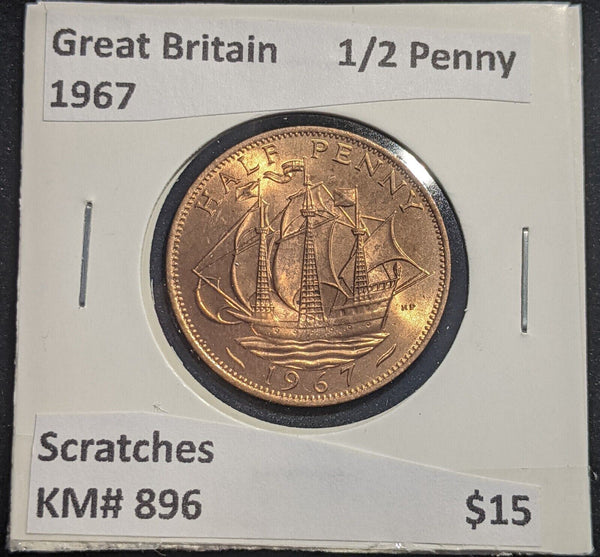 Great Britain 1/2 Penny
1967
HALF PENNY
HP
1967
Scratches
KM# 896 $15